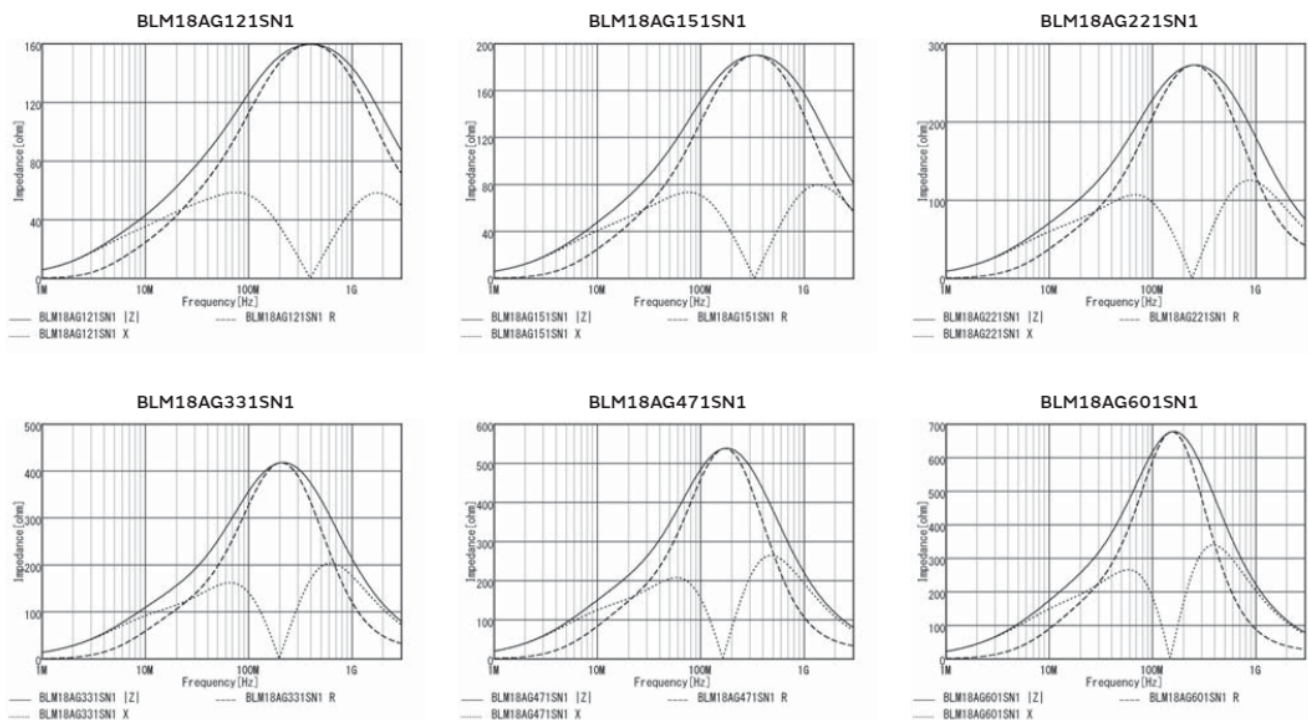 BLM18AG121SN1
Impedance[ohm]
160
120
80
40
0
1M 10M 100M 1G
Frequency[Hz]
BLM18AG121SN1 |Z| BLM18AG121SN1 R
BLM18AG121SN1 X
BLM18AG151SN1
Impedance[ohm]
200
160
120
80
40
0
1M 10M 100M 1G
Frequency[Hz]
BLM18AG151SN1 |Z| BLM18AG151SN1 R
BLM18AG151SN1 X
BLM18AG221SN1
Impedance[ohm]
300
200
100
0
1M 10M 100M 1G
Frequency[Hz]
BLM18AG221SN1 |Z| BLM18AG221SN1 R
BLM18AG221SN1 X
BLM18AG331SN1
Impedance[ohm]
500
400
300
200
100
0
1M 10M 100M 1G
Frequency[Hz]
BLM18AG331SN1 |Z| BLM18AG331SN1 R
BLM18AG331SN1 X
BLM18AG471SN1
Impedance[ohm]
600
500
400
300
200
100
0
1M 10M 100M 1G
Frequency[Hz]
BLM18AG471SN1 |Z| BLM18AG471SN1 R
BLM18AG471SN1 X
BLM18AG601SN1
Impedance[ohm]
700
600
500
400
300
200
100
0
1M 10M 100M 1G
Frequency[Hz]
BLM18AG601SN1 |Z| BLM18AG601SN1 R
BLM18AG601SN1 X